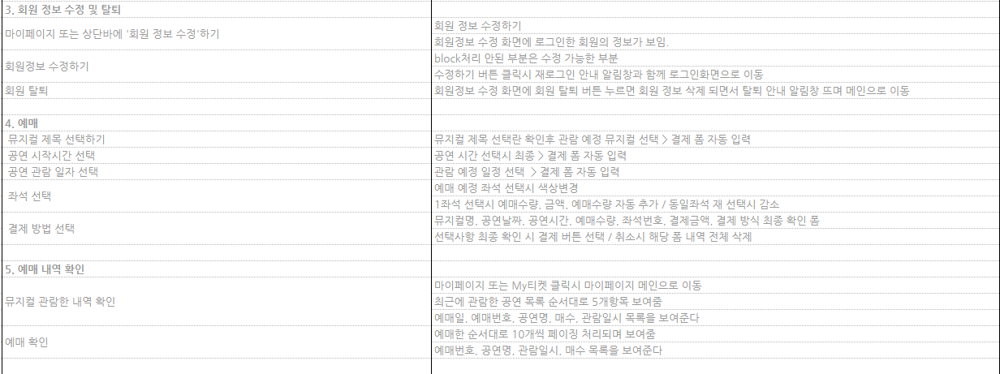 3. 회원 정보 수정 및 탈퇴
마이페이지 또는 상단바에 '회원 정보 수정'하기
회원 정보 수정하기
회원정보 수정 화면에 로그인한 회원의 정보가 보임.
회원정보 수정하기
block처리 안된 부분은 수정 가능한 부분
수정하기 버튼 클릭시 재로그인 안내 알림창과 함께 로그인화면으로 이동
회원 탈퇴
회원정보 수정 화면에 회원 탈퇴 버튼 누르면 회원 정보 삭제 되면서 탈퇴 안내 알림창 뜨며 메인으로 이동
4. 예매
뮤지컬 제목 선택하기
뮤지컬 제목 선택란 확인후 관람 예정 뮤지컬 선택 > 결제 폼 자동 입력
공연 시작시간 선택
공연 시간 선택시 최종 > 결제 폼 자동 입력
공연 관람 일자 선택
관람 예정 일정 선택 > 결제 폼 자동 입력
좌석 선택
예매 예정 좌석 선택시 색상변경
1좌석 선택시 예매수량, 금액, 예매수량 자동 추가 / 동일좌석 재 선택시 감소
결제 방법 선택
뮤지컬명, 공연날짜, 공연시간, 예매수량, 좌석번호, 결제금액, 결제 방식 최종 확인 폼
선택사항 최종 확인 시 결제 버튼 선택 / 취소시 해당 폼 내역 전체 삭제
5. 예매 내역 확인
뮤지컬 관람한 내역 확인
마이페이지 또는 My티켓 클릭시 마이페이지 메인으로 이동
최근에 관람한 공연 목록 순서대로 5개항목 보여줌
예매일, 예매번호, 공연명, 매수, 관람일시 목록을 보여준다
예매 확인
예매한 순서대로 10개씩 페이징 처리되며 보여줌
예매번호, 공연명, 관람일시, 매수 목록을 보여준다